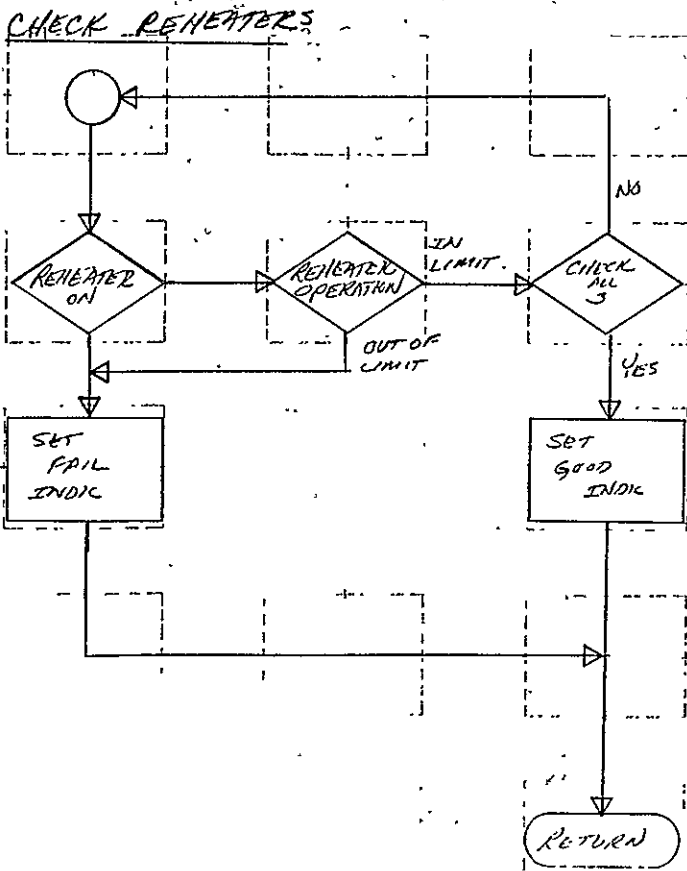 CHECK REHEATERS
NO
REHEATER
ON
REHEATER
OPERATION
IN
LIMIT
CHECK
ALL
3
OUT OF
LIMIT
YES
SET
FAIL
INDIC
SET
GOOD
INDIC
RETURN